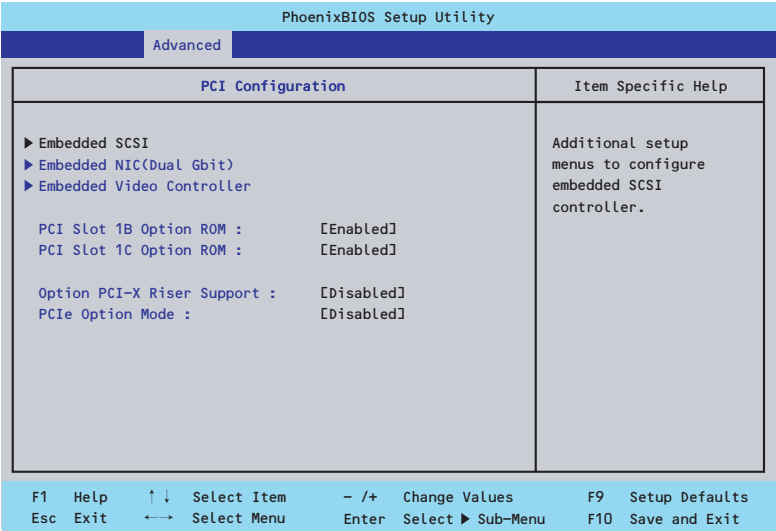 PhoenixBIOS Setup Utility
Advanced
PCI Configuration
Item Specific Help
▶ Embedded SCSI
▶ Embedded NIC(Dual Gbit)
▶ Embedded Video Controller
PCI Slot 1B Option ROM : [Enabled]
PCI Slot 1C Option ROM : [Enabled]
Option PCI-X Riser Support : [Disabled]
PCIe Option Mode : [Disabled]
Additional setup
menus to configure
embedded SCSI
controller.
F1 Help ↑↓ Select Item - /+ Change Values F9 Setup Defaults
Esc Exit ←→ Select Menu Enter Select ▶ Sub-Menu F10 Save and Exit